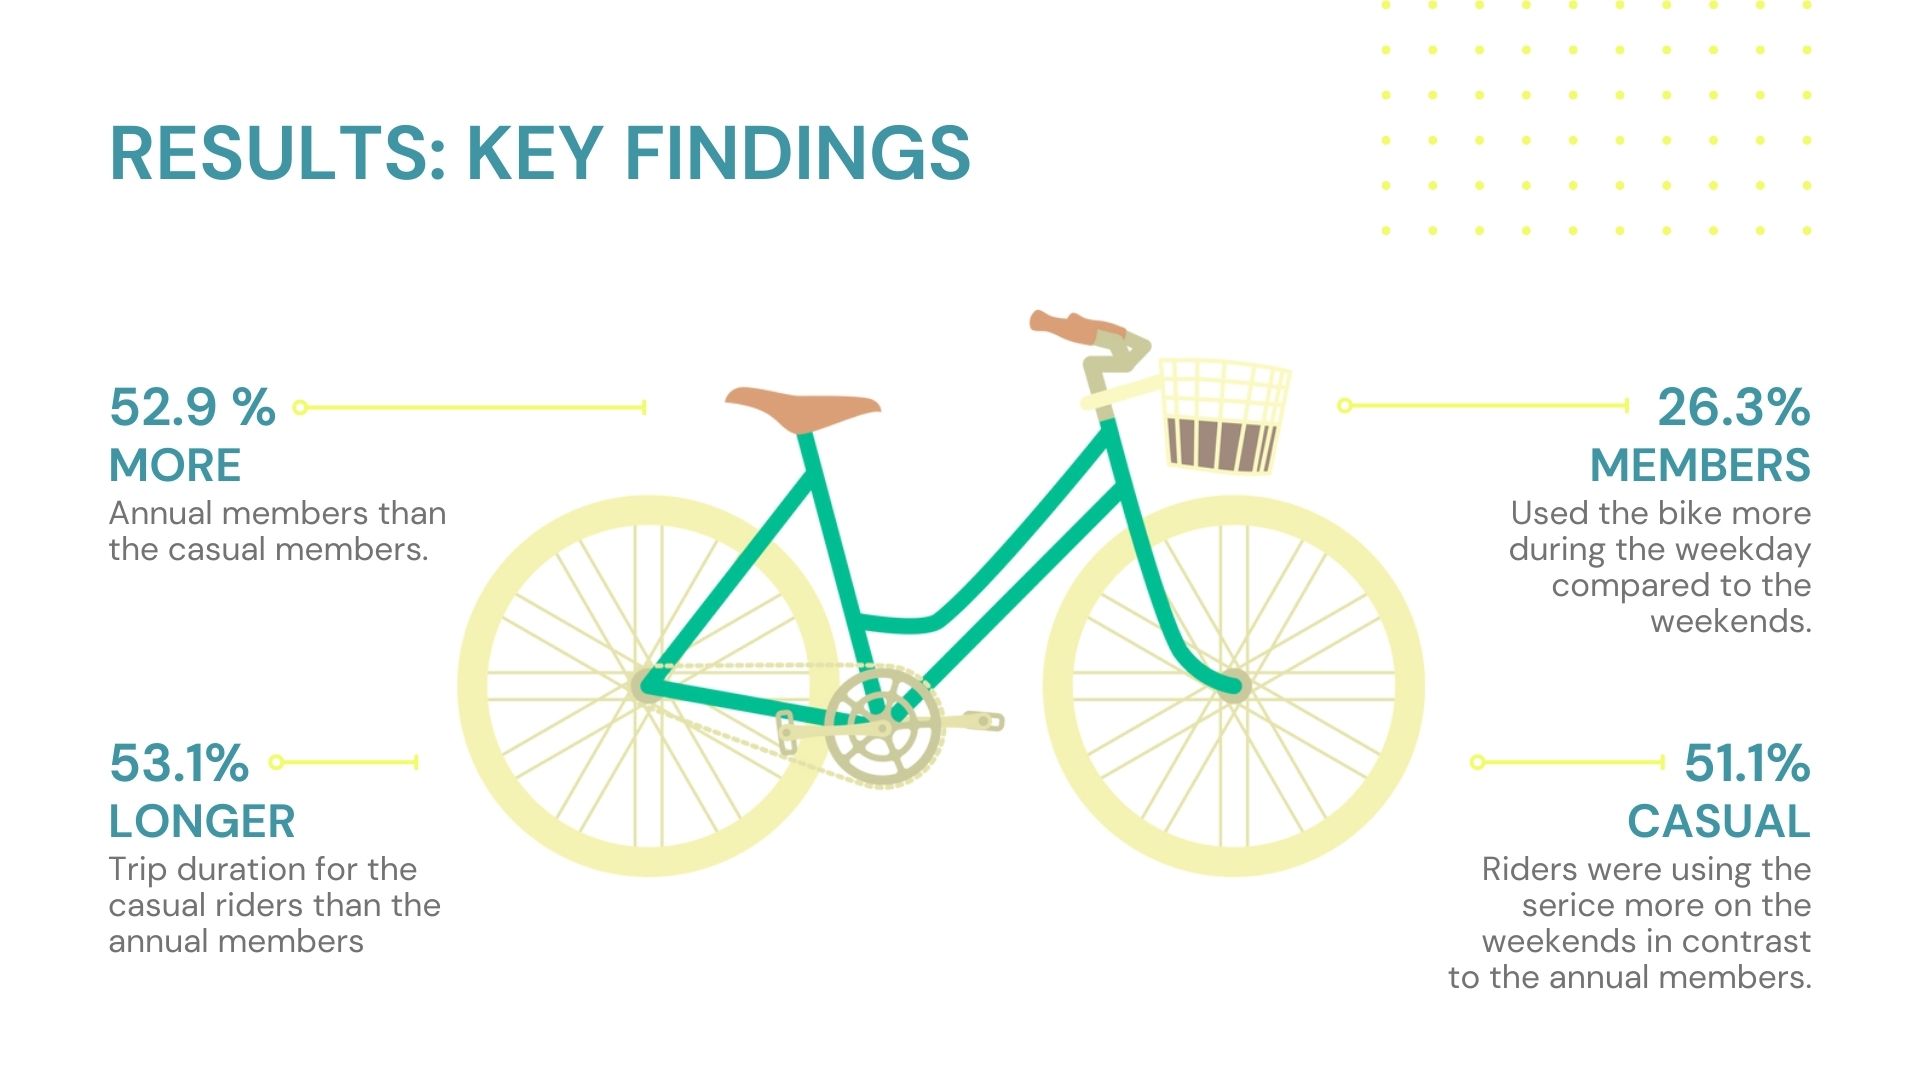 RESULTS: KEY FINDINGS
52.9 %
MORE
Annual members than
the casual members.
53.1%
LONGER
Trip duration for the
casual riders than the
annual members
26.3%
MEMBERS
Used the bike more
during the weekday
compared to the
weekends.
51.1%
CASUAL
Riders were using the
serice more on the
weekends in contrast
to the annual members.